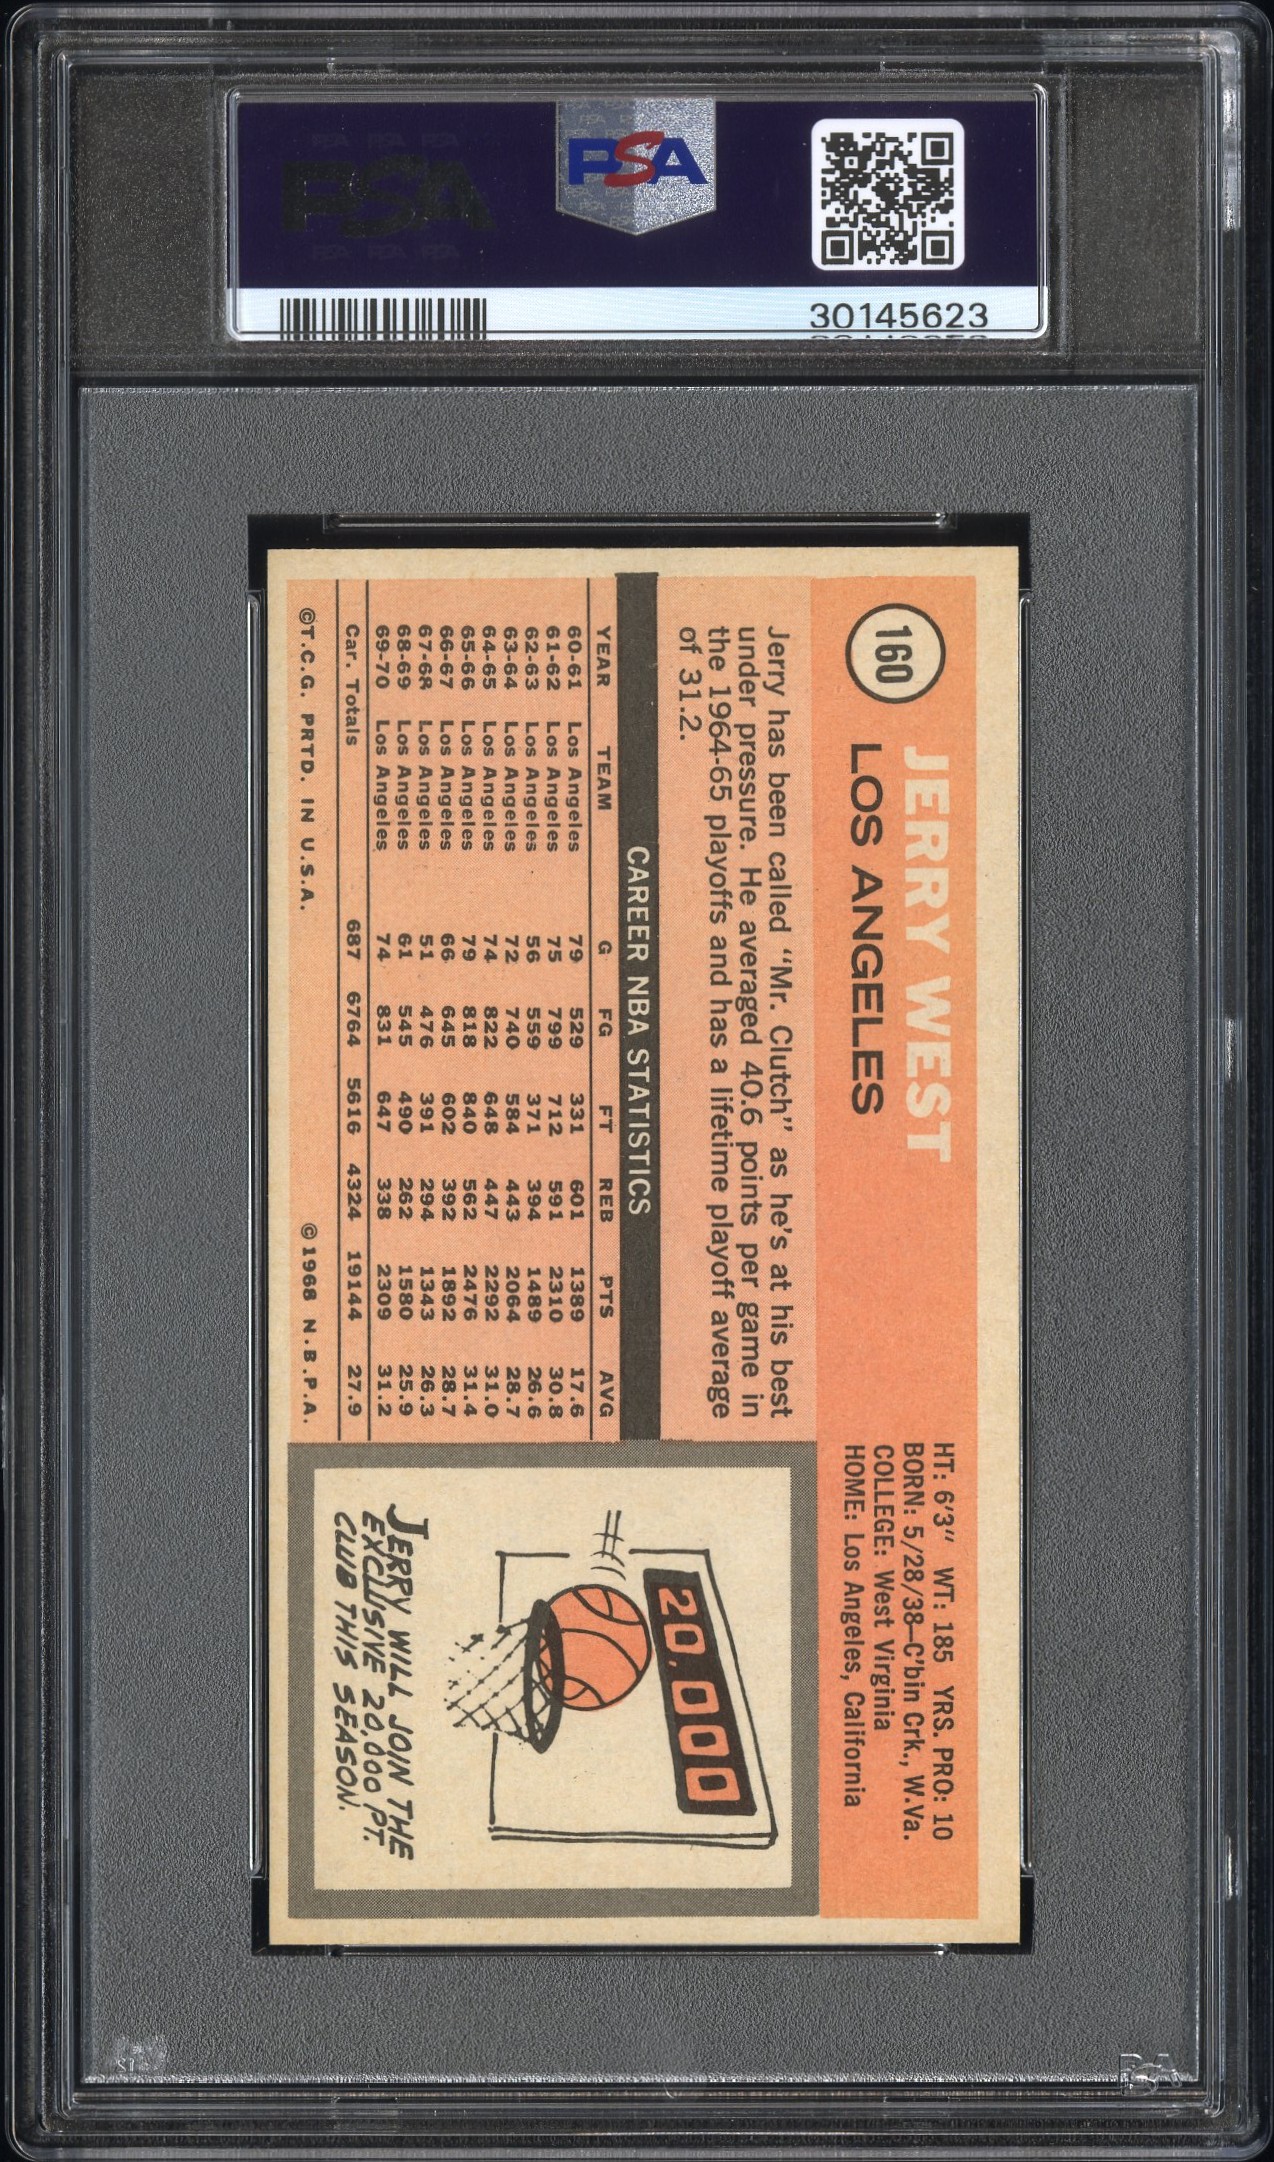 PSA
30145623
160
JERRY WEST
LOS ANGELES
HT: 6'3" WT: 185 YRS. PRO: 10
BORN: 5/28/38—C'bin Crk., W.Va.
COLLEGE: West Virginia
HOME: Los Angeles, California
Jerry has been called "Mr. Clutch" as he's at his best
under pressure. He averaged 40.6 points per game in
the 1964-65 playoffs and has a lifetime playoff average
of 31.2.
CAREER NBA STATISTICS
YEAR TEAM G FG FT REB PTS AVG
60-61 Los Angeles 79 529 331 601 1389 17.6
61-62 Los Angeles 75 799 712 591 2310 30.8
62-63 Los Angeles 56 559 371 394 1489 26.6
63-64 Los Angeles 72 740 584 443 2064 28.7
64-65 Los Angeles 74 822 648 447 2292 31.0
65-66 Los Angeles 79 818 840 562 2476 31.4
66-67 Los Angeles 66 645 602 392 1892 28.7
67-68 Los Angeles 51 476 391 294 1343 26.3
68-69 Los Angeles 61 545 490 262 1580 25.9
69-70 Los Angeles 74 831 647 338 2309 31.2
Car. Totals 687 6764 5616 4324 19144 27.9
©T.C.G. PRTD. IN U.S.A. ©1968 N.B.P.A.
20,000
JERRY WILL JOIN THE
EXCLUSIVE 20,000 PT.
CLUB THIS SEASON.
PSA